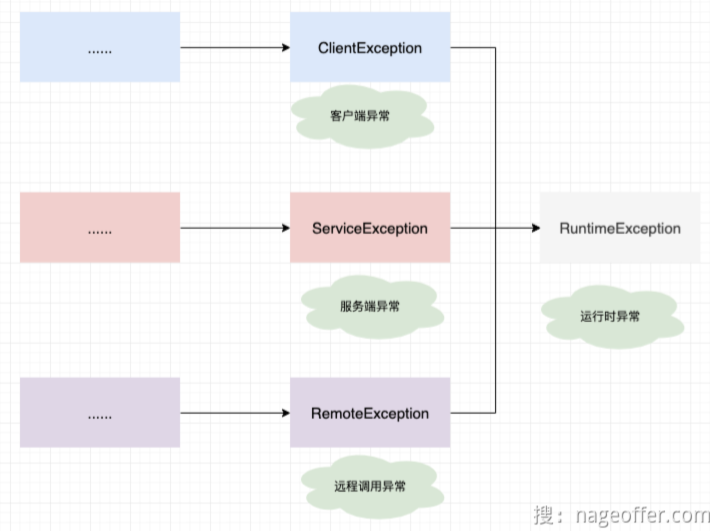 ......
ClientException
客户端异常
......
ServiceException
RuntimeException
服务端异常
运行时异常
......
RemoteException
远程调用异常
搜：nageoffer.com